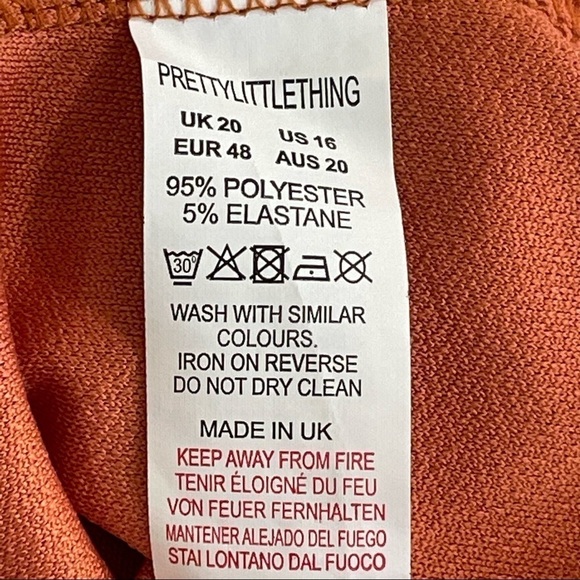 PRETTYLITTLETHING
UK 20 US 16
EUR 48 AUS 20
95% POLYESTER
5% ELASTANE
30°
WASH WITH SIMILAR
COLOURS.
IRON ON REVERSE
DO NOT DRY CLEAN
MADE IN UK
KEEP AWAY FROM FIRE
TENIR ÉLOIGNÉ DU FEU
VON FEUER FERNHALTEN
MANTENER ALEJADO DEL FUEGO
STAI LONTANO DAL FUOCO